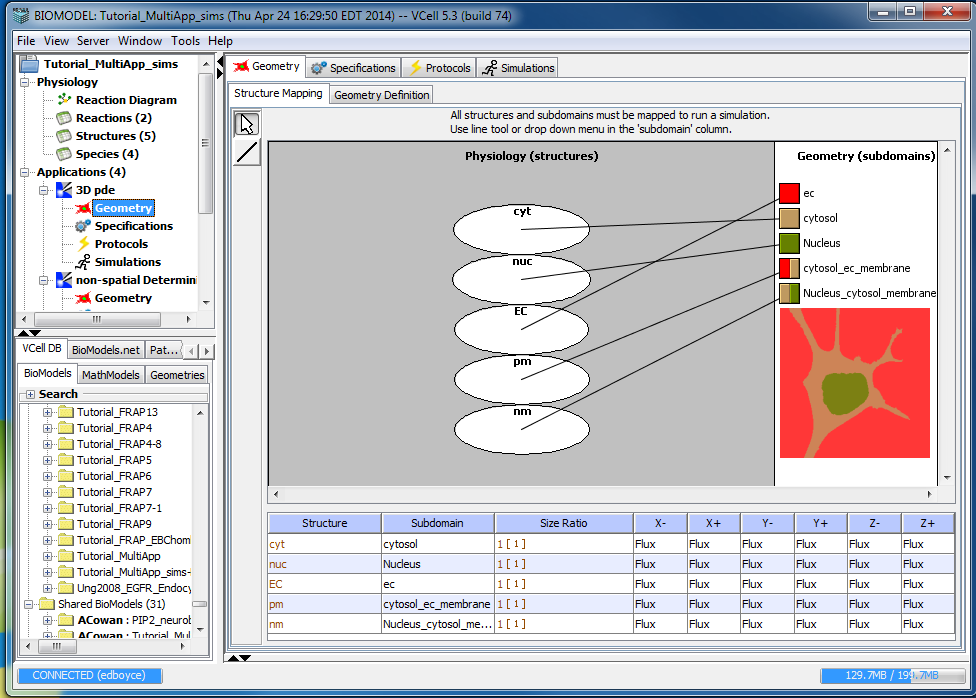 BIOMODEL: Tutorial_MultiApp_sims (Thu Apr 24 16:29:50 EDT 2014) -- VCell 5.3 (build 74)
File View Server Window Tools Help
Tutorial_MultiApp_sims
Physiology
Reaction Diagram
Reactions (2)
Structures (5)
Species (4)
Applications (4)
3D pde
Geometry
Specifications
Protocols
Simulations
non-spatial Determini
Geometry
VCell DB BioModels.net Pat...
BioModels MathModels Geometries
Search
Tutorial_FRAP13
Tutorial_FRAP4
Tutorial_FRAP4-8
Tutorial_FRAP5
Tutorial_FRAP6
Tutorial_FRAP7
Tutorial_FRAP7-1
Tutorial_FRAP9
Tutorial_FRAP_EBChom
Tutorial_MultiApp
Tutorial_MultiApp_sims-
Ung2008_EGFR_Endocy
Shared BioModels (31)
ACowan : PIP2_neurob
ACowan : Tutorial_Mul
Geometry Specifications Protocols Simulations
Structure Mapping Geometry Definition
All structures and subdomains must be mapped to run a simulation.
Use line tool or drop down menu in the 'subdomain' column.
Physiology (structures) Geometry (subdomains)
cyt
nuc
EC
pm
nm
ec
cytosol
Nucleus
cytosol_ec_membrane
Nucleus_cytosol_membrane
Structure Subdomain Size Ratio X- X+ Y- Y+ Z- Z+
cyt cytosol 1 [ 1 ] Flux Flux Flux Flux Flux Flux
nuc Nucleus 1 [ 1 ] Flux Flux Flux Flux Flux Flux
EC ec 1 [ 1 ] Flux Flux Flux Flux Flux Flux
pm cytosol_ec_membrane 1 [ 1 ] Flux Flux Flux Flux Flux Flux
nm Nucleus_cytosol_me... 1 [ 1 ] Flux Flux Flux Flux Flux Flux
CONNECTED (edboyce) 129.7MB / 199.7MB